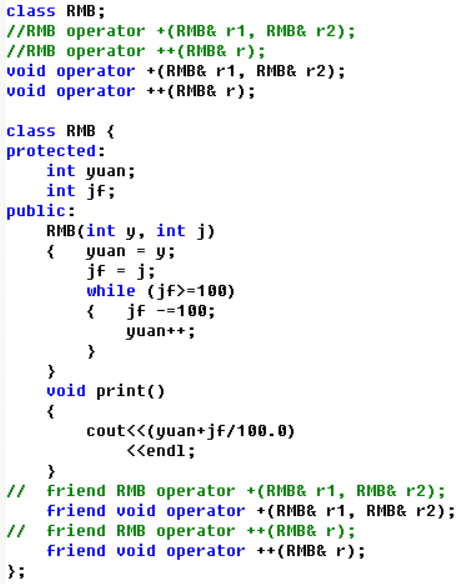 class RMB;
//RMB operator +(RMB& r1, RMB& r2);
//RMB operator ++(RMB& r);
void operator +(RMB& r1, RMB& r2);
void operator ++(RMB& r);

class RMB {
protected:
    int yuan;
    int jf;
public:
    RMB(int y, int j)
    {   yuan = y;
        jf = j;
        while (jf>=100)
        {   jf -=100;
            yuan++;
        }
    }
    void print()
    {
        cout<<(yuan+jf/100.0)
            <<endl;
    }
//  friend RMB operator +(RMB& r1, RMB& r2);
    friend void operator +(RMB& r1, RMB& r2);
//  friend RMB operator ++(RMB& r);
    friend void operator ++(RMB& r);
};